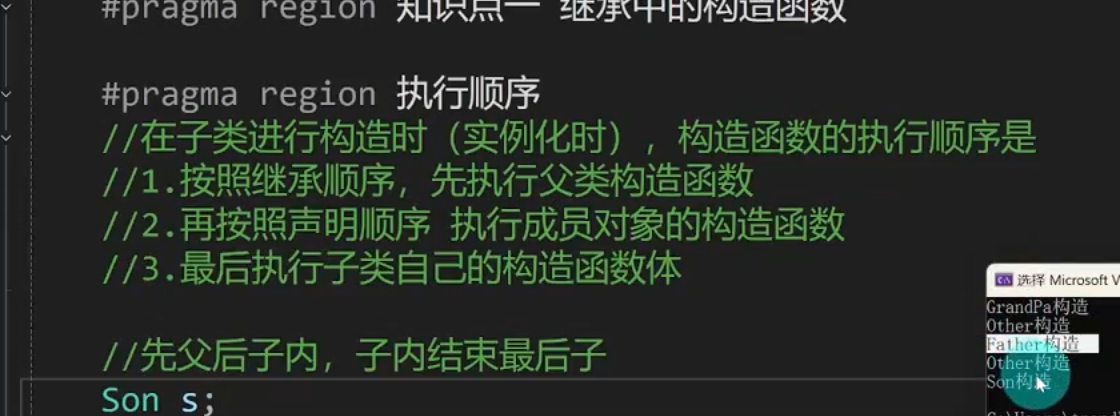 #pragma region 知识点一 继承中的构造函数
#pragma region 执行顺序
//在子类进行构造时（实例化时），构造函数的执行顺序是
//1.按照继承顺序，先执行父类构造函数
//2.再按照声明顺序 执行成员对象的构造函数
//3.最后执行子类自己的构造函数体
//先父后子内，子内结束最后子
Son s;
选择 Microsoft V
GrandPa构造
Other构造
Father构造
Other构造
Son构造